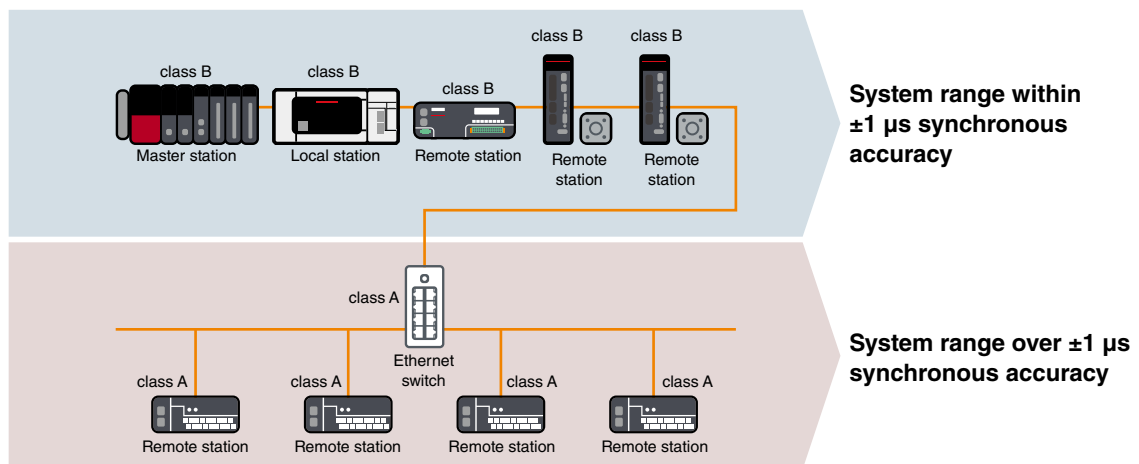 class B
class B
class B
class B
class B
Master station
Local station
Remote station
Remote
station
Remote
station
System range within
±1 µs synchronous
accuracy
class A
Ethernet
switch
class A
class A
class A
class A
Remote station
Remote station
Remote station
Remote station
System range over ±1 µs
synchronous accuracy